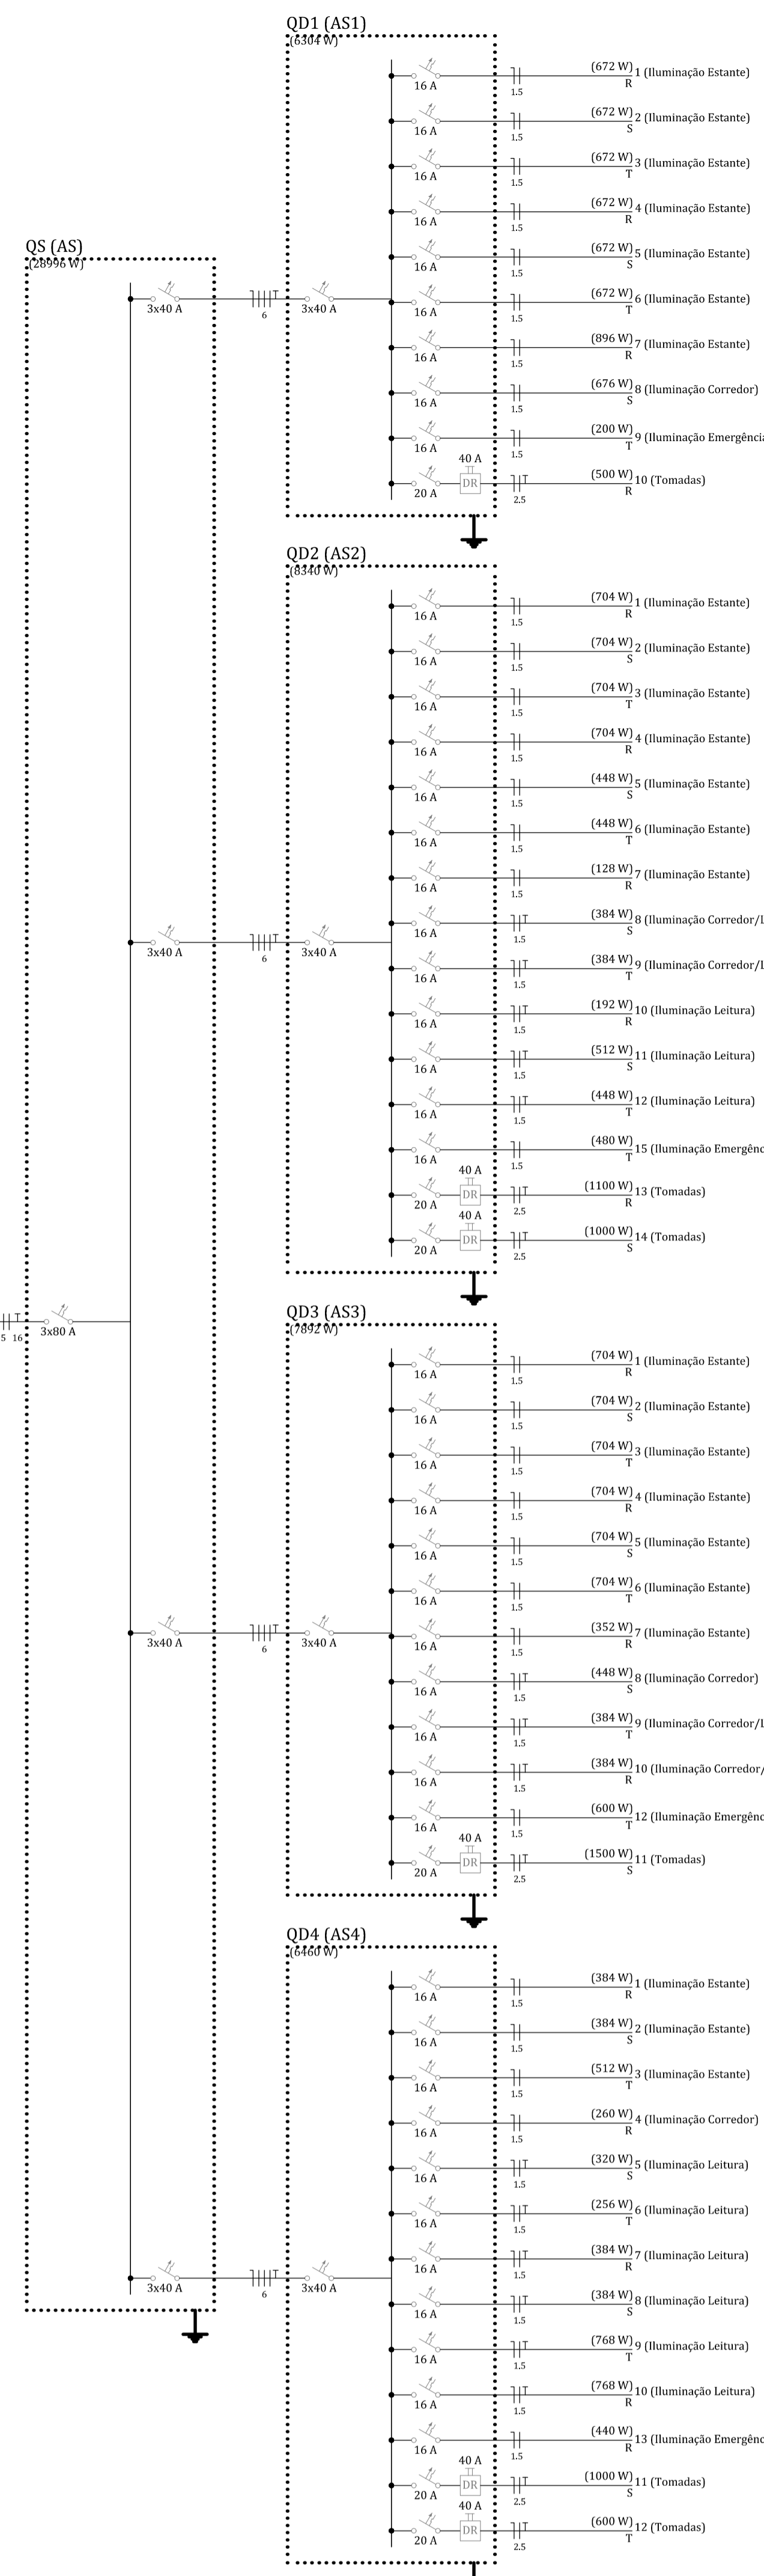 QD1 (AS1)
(6304 W)
16 A
1.5
(672 W)
R
1 (Iluminação Estante)
16 A
1.5
(672 W)
S
2 (Iluminação Estante)
16 A
1.5
(672 W)
T
3 (Iluminação Estante)
16 A
1.5
(672 W)
R
4 (Iluminação Estante)
16 A
1.5
(672 W)
S
5 (Iluminação Estante)
16 A
1.5
(672 W)
T
6 (Iluminação Estante)
16 A
1.5
(896 W)
R
7 (Iluminação Estante)
16 A
1.5
(676 W)
S
8 (Iluminação Corredor)
16 A
1.5
(200 W)
T
9 (Iluminação Emergência
20 A
40 A
DR
2.5
(500 W)
R
10 (Tomadas)
QS (AS)
(28996 W)
3x40 A
6
3x40 A
QD2 (AS2)
(8340 W)
16 A
1.5
(704 W)
R
1 (Iluminação Estante)
16 A
1.5
(704 W)
S
2 (Iluminação Estante)
16 A
1.5
(704 W)
T
3 (Iluminação Estante)
16 A
1.5
(704 W)
R
4 (Iluminação Estante)
16 A
1.5
(448 W)
S
5 (Iluminação Estante)
16 A
1.5
(448 W)
T
6 (Iluminação Estante)
16 A
1.5
(128 W)
R
7 (Iluminação Estante)
16 A
1.5
(384 W)
S
8 (Iluminação Corredor/L
3x40 A
6
3x40 A
16 A
1.5
(384 W)
T
9 (Iluminação Corredor/L
16 A
1.5
(192 W)
R
10 (Iluminação Leitura)
16 A
1.5
(512 W)
S
11 (Iluminação Leitura)
16 A
1.5
(448 W)
T
12 (Iluminação Leitura)
16 A
1.5
(480 W)
T
15 (Iluminação Emergênc
20 A
40 A
DR
2.5
(1100 W)
R
13 (Tomadas)
20 A
40 A
DR
2.5
(1000 W)
S
14 (Tomadas)
5 16
3x80 A
QD3 (AS3)
(7892 W)
16 A
1.5
(704 W)
R
1 (Iluminação Estante)
16 A
1.5
(704 W)
S
2 (Iluminação Estante)
16 A
1.5
(704 W)
T
3 (Iluminação Estante)
16 A
1.5
(704 W)
R
4 (Iluminação Estante)
16 A
1.5
(704 W)
S
5 (Iluminação Estante)
16 A
1.5
(704 W)
T
6 (Iluminação Estante)
3x40 A
6
3x40 A
16 A
1.5
(352 W)
R
7 (Iluminação Estante)
16 A
1.5
(448 W)
S
8 (Iluminação Corredor)
16 A
1.5
(384 W)
T
9 (Iluminação Corredor/L
16 A
1.5
(384 W)
R
10 (Iluminação Corredor/
16 A
1.5
(600 W)
T
12 (Iluminação Emergênc
20 A
40 A
DR
2.5
(1500 W)
S
11 (Tomadas)
QD4 (AS4)
(6460 W)
16 A
1.5
(384 W)
R
1 (Iluminação Estante)
16 A
1.5
(384 W)
S
2 (Iluminação Estante)
16 A
1.5
(512 W)
T
3 (Iluminação Estante)
16 A
1.5
(260 W)
R
4 (Iluminação Corredor)
16 A
1.5
(320 W)
S
5 (Iluminação Leitura)
16 A
1.5
(256 W)
T
6 (Iluminação Leitura)
16 A
1.5
(384 W)
R
7 (Iluminação Leitura)
3x40 A
6
3x40 A
16 A
1.5
(384 W)
S
8 (Iluminação Leitura)
16 A
1.5
(768 W)
T
9 (Iluminação Leitura)
16 A
1.5
(768 W)
R
10 (Iluminação Leitura)
16 A
1.5
(440 W)
R
13 (Iluminação Emergênc
20 A
40 A
DR
2.5
(1000 W)
S
11 (Tomadas)
20 A
40 A
DR
2.5
(600 W)
T
12 (Tomadas)